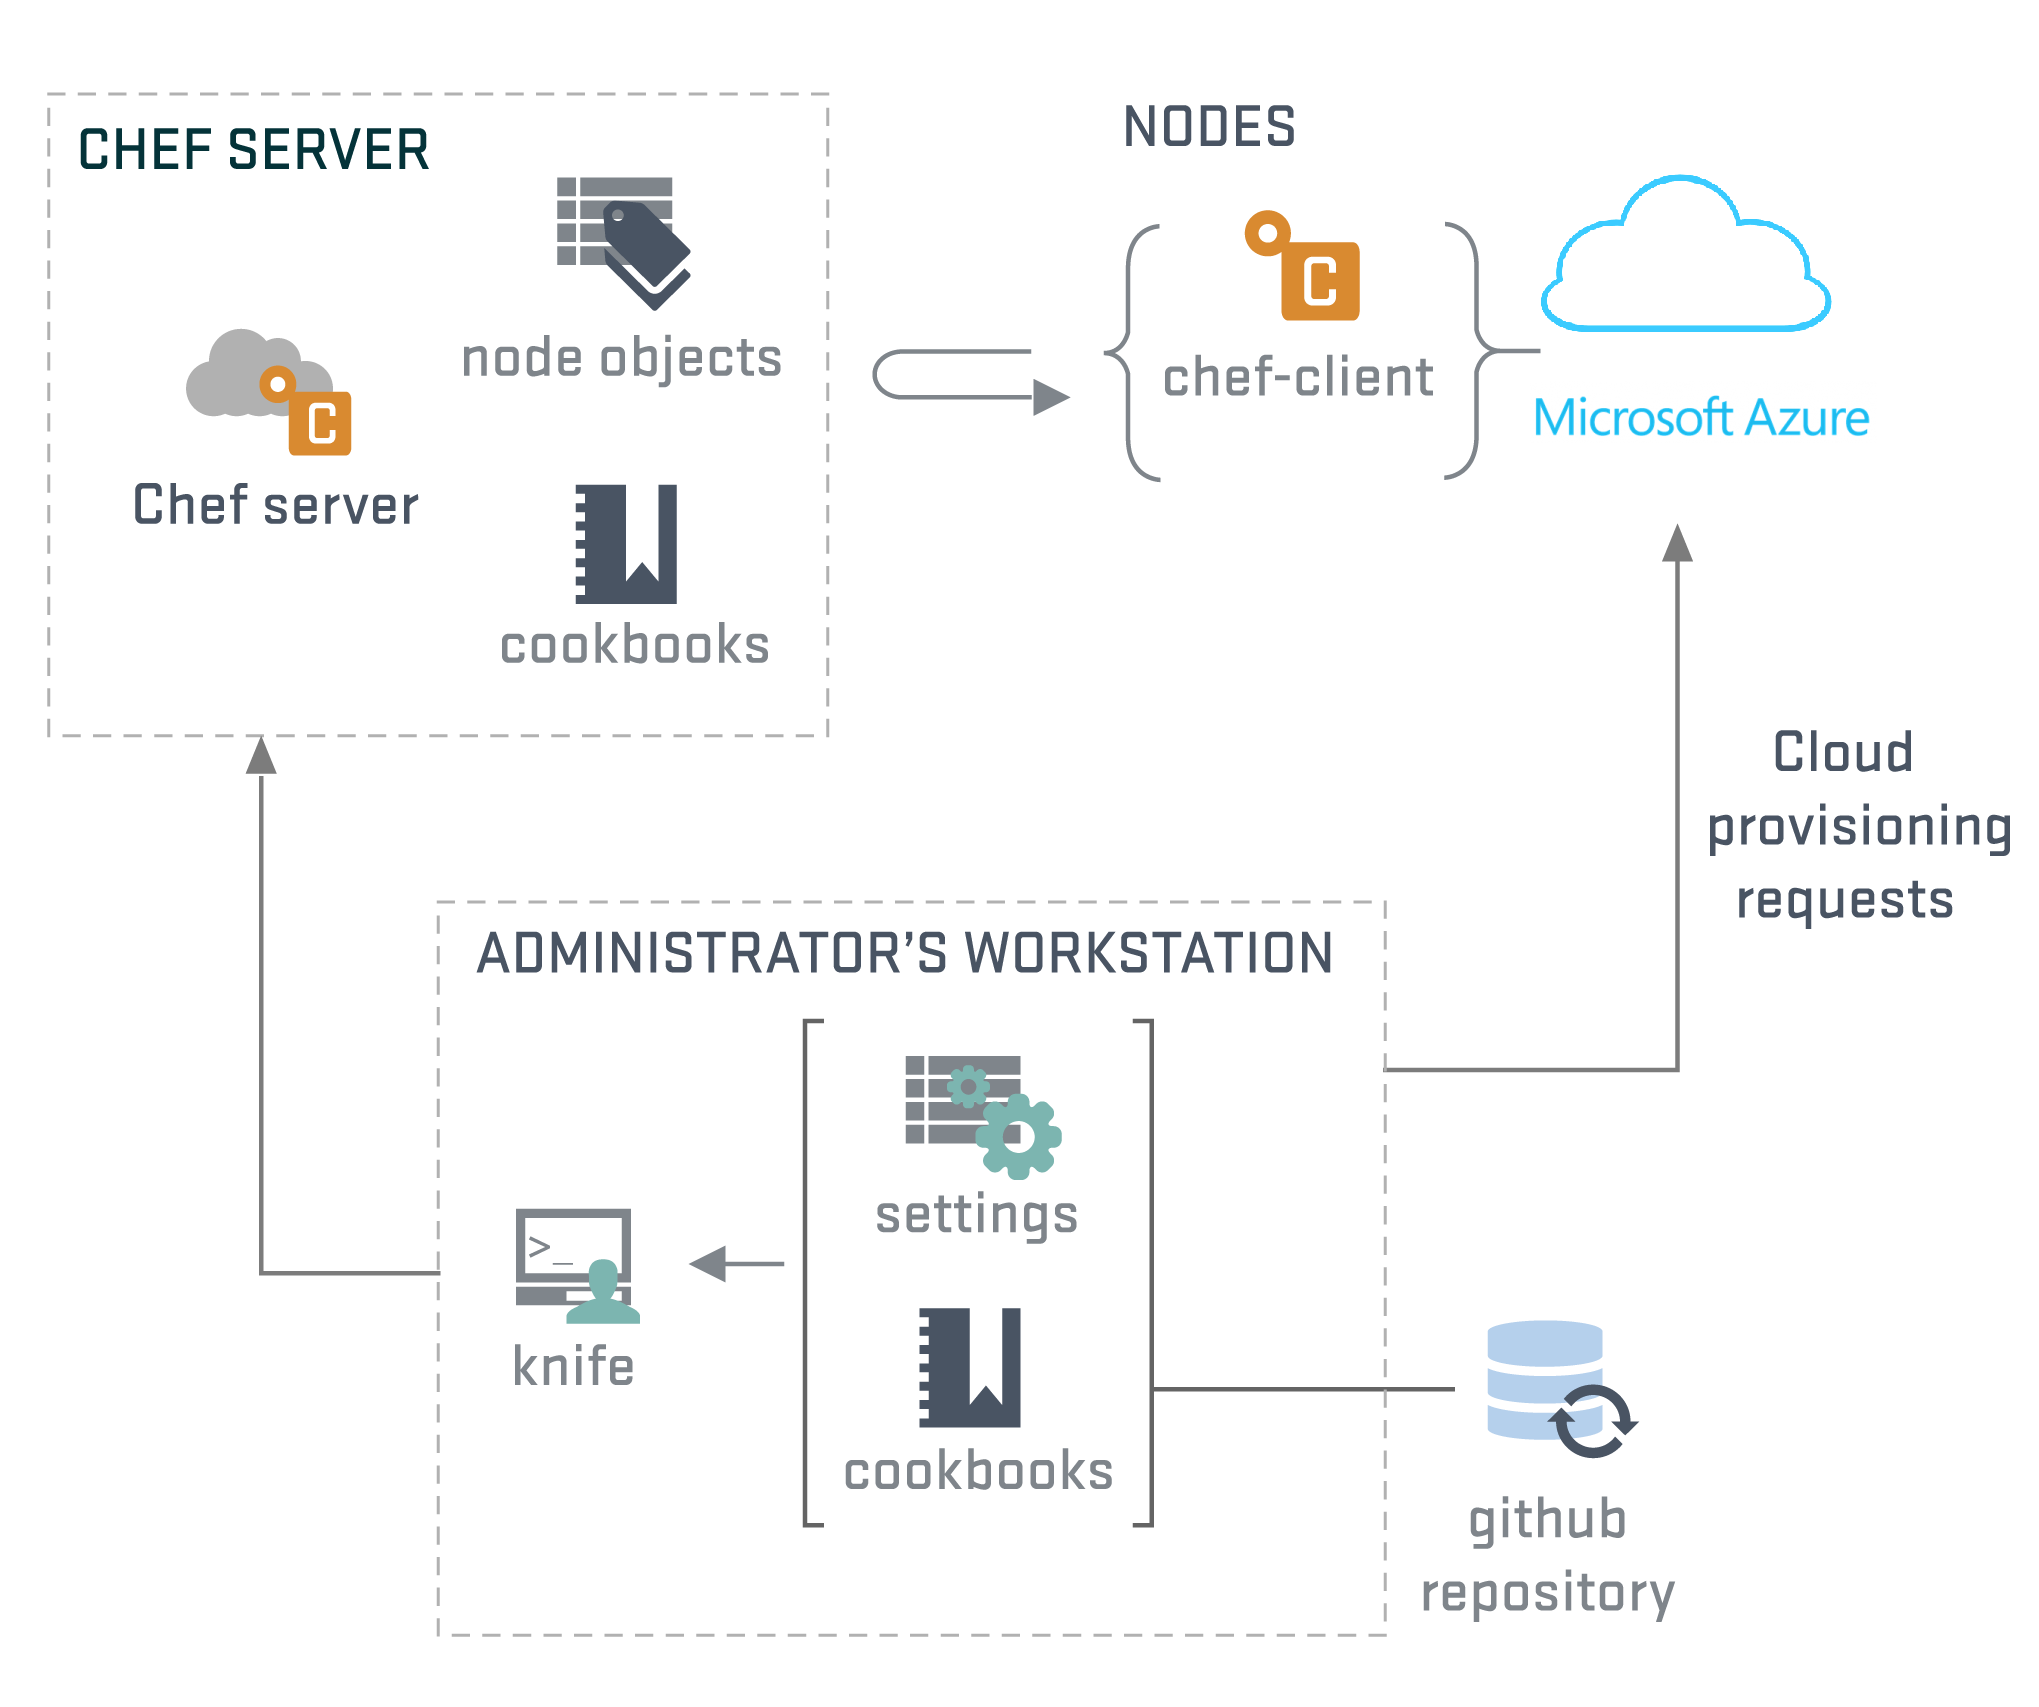 CHEF SERVER
node objects
C
Chef server
cookbooks
NODES
C
chef-client
Microsoft Azure
Cloud
provisioning
requests
ADMINISTRATOR’S WORKSTATION
settings
>_
knife
cookbooks
github
repository